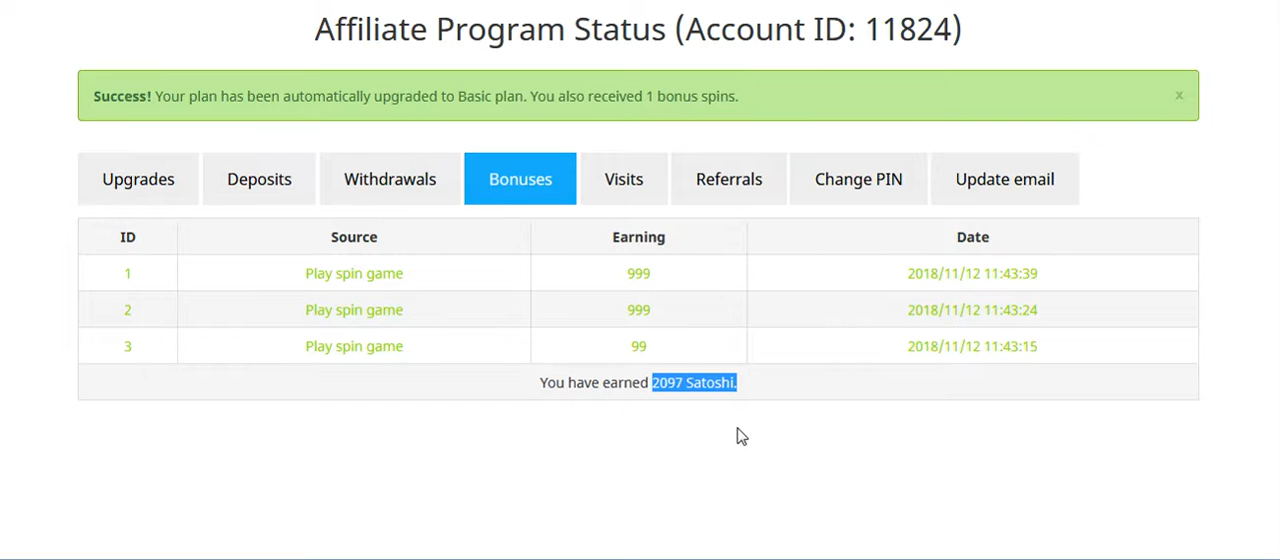 Affiliate Program Status (Account ID: 11824)
Success! Your plan has been automatically upgraded to Basic plan. You also received 1 bonus spins. x
Upgrades Deposits Withdrawals Bonuses Visits Referrals Change PIN Update email
ID Source Earning Date
1 Play spin game 999 2018/11/12 11:43:39
2 Play spin game 999 2018/11/12 11:43:24
3 Play spin game 99 2018/11/12 11:43:15
You have earned 2097 Satoshi.